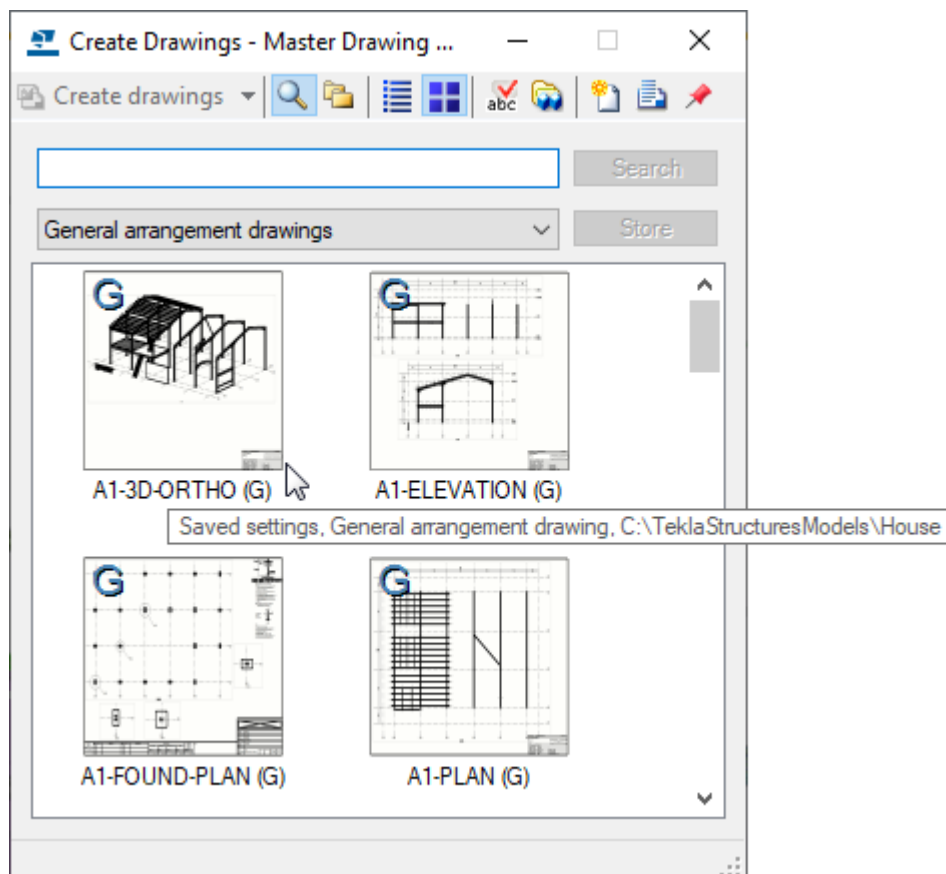 Create Drawings - Master Drawing ...
Create drawings
abc
Search
General arrangement drawings
Store
G
G
A1-3D-ORTHO (G)
A1-ELEVATION (G)
Saved settings, General arrangement drawing, C:\TeklaStructuresModels\House
G
G
A1-FOUND-PLAN (G)
A1-PLAN (G)